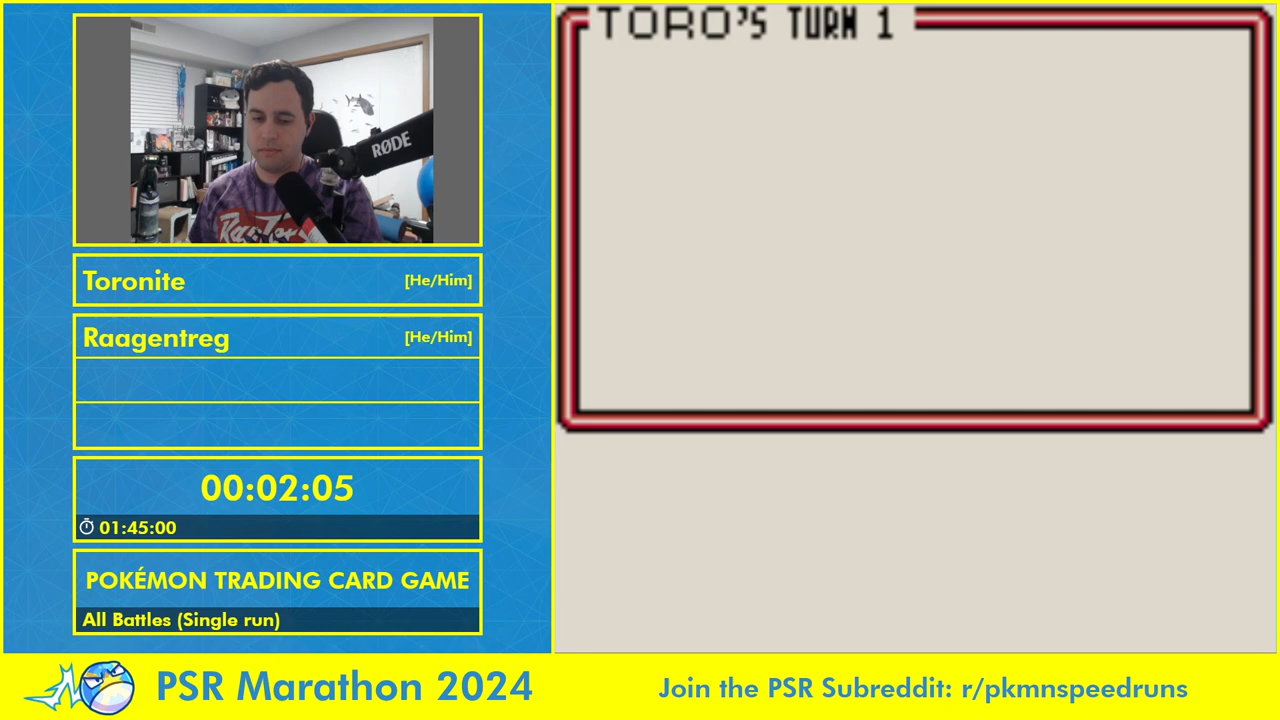 TORO'S TURN 1
RØDE
Toronite
[He/Him]
Raagentreg
[He/Him]
00:02:05
01:45:00
POKÉMON TRADING CARD GAME
All Battles (Single run)
PSR Marathon 2024
Join the PSR Subreddit: r/pkmnspeedruns